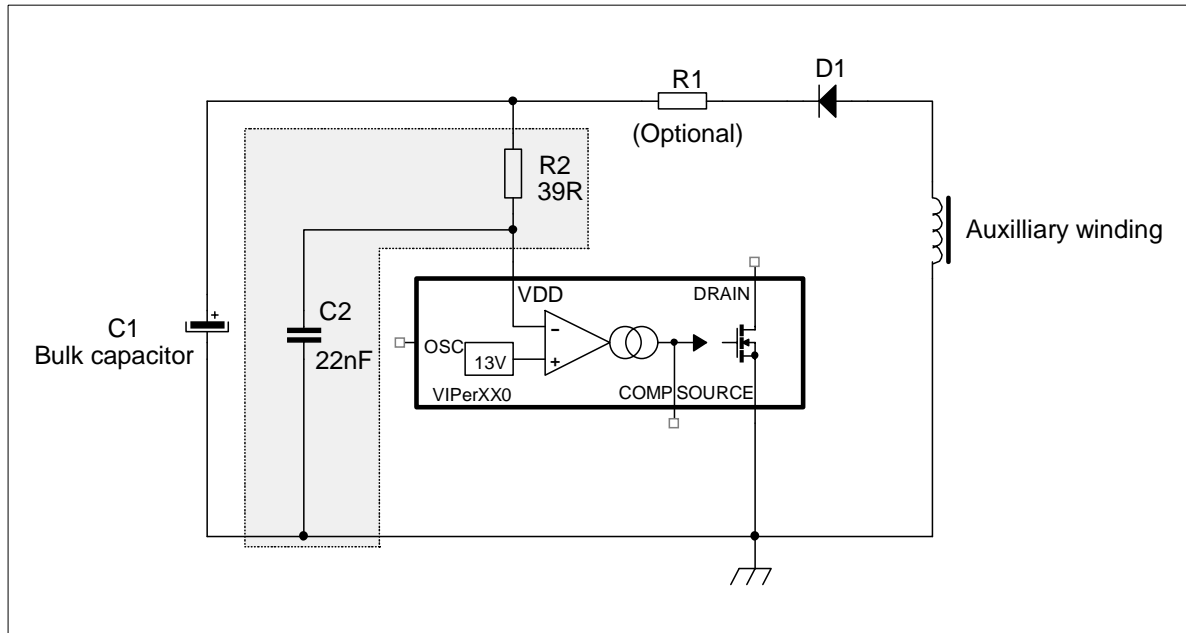 D1
R1
(Optional)
R2
39R
Auxilliary winding
VDD
DRAIN
C1
Bulk capacitor
+
C2
22nF
OSC
13V
−
+
VIPerXX0
COMP
SOURCE